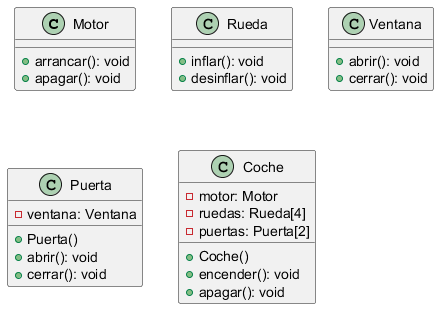 C Motor
arrancar(): void
apagar(): void
C Rueda
inflar(): void
desinflar(): void
C Ventana
abrir(): void
cerrar(): void
C Puerta
ventana: Ventana
Puerta()
abrir(): void
cerrar(): void
C Coche
motor: Motor
ruedas: Rueda[4]
puertas: Puerta[2]
Coche()
encender(): void
apagar(): void